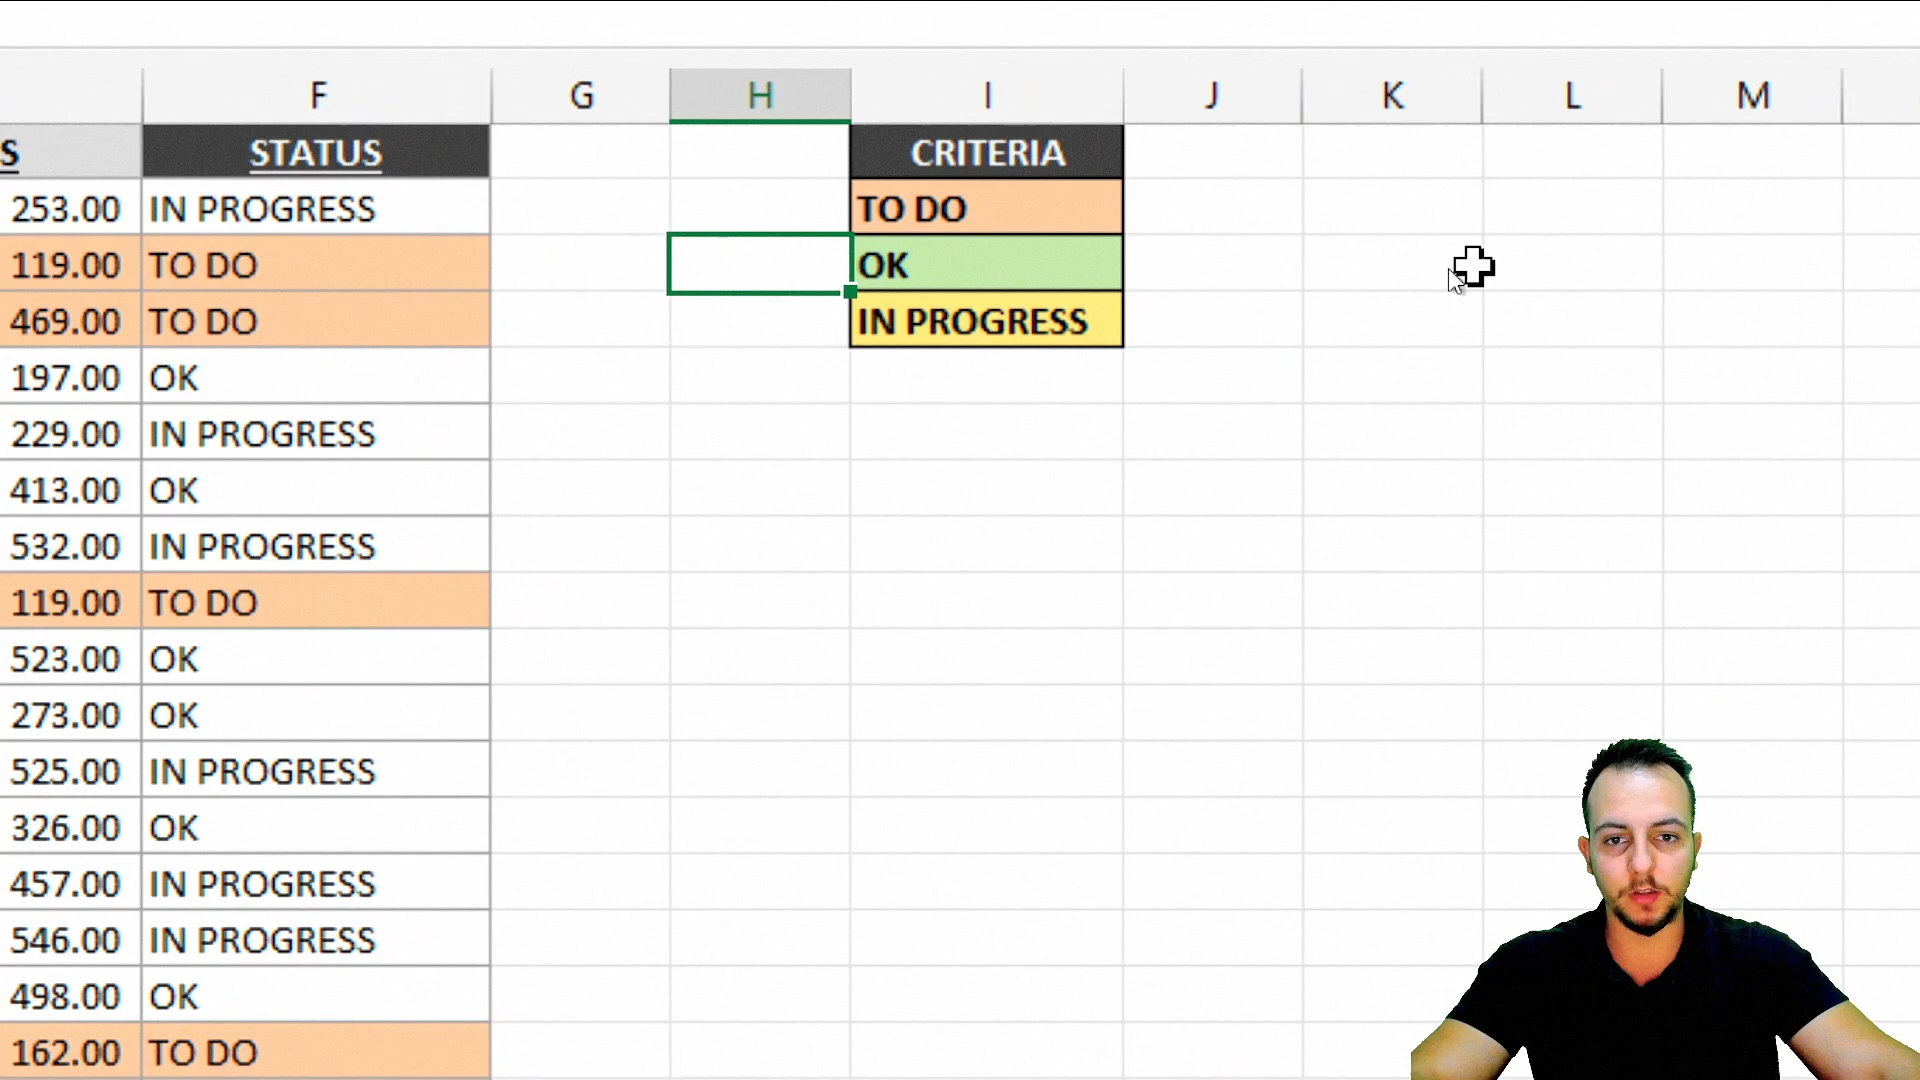 F G H I J K L M
S STATUS CRITERIA
253.00 IN PROGRESS TO DO
119.00 TO DO OK
469.00 TO DO IN PROGRESS
197.00 OK
229.00 IN PROGRESS
413.00 OK
532.00 IN PROGRESS
119.00 TO DO
523.00 OK
273.00 OK
525.00 IN PROGRESS
326.00 OK
457.00 IN PROGRESS
546.00 IN PROGRESS
498.00 OK
162.00 TO DO